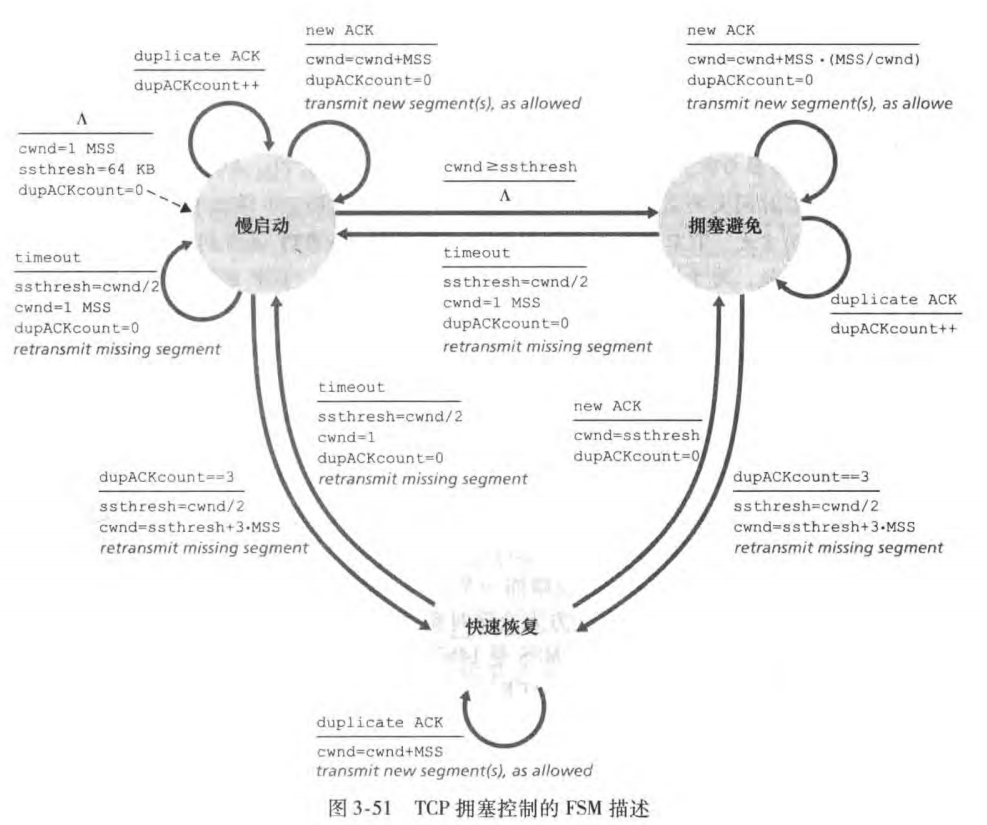 new ACK
cwnd=cwnd+MSS
dupACKcount=0
transmit new segment(s), as allowed
duplicate ACK
dupACKcount++
Λ
cwnd=1 MSS
ssthresh=64 KB
dupACKcount=0
慢启动
timeout
ssthresh=cwnd/2
cwnd=1 MSS
dupACKcount=0
retransmit missing segment
cwnd≥ssthresh
Λ
timeout
ssthresh=cwnd/2
cwnd=1 MSS
dupACKcount=0
retransmit missing segment
new ACK
cwnd=cwnd+MSS·(MSS/cwnd)
dupACKcount=0
transmit new segment(s), as allowe
拥塞避免
duplicate ACK
dupACKcount++
timeout
ssthresh=cwnd/2
cwnd=1
dupACKcount=0
retransmit missing segment
new ACK
cwnd=ssthresh
dupACKcount=0
dupACKcount==3
ssthresh=cwnd/2
cwnd=ssthresh+3·MSS
retransmit missing segment
dupACKcount==3
ssthresh=cwnd/2
cwnd=ssthresh+3·MSS
retransmit missing segment
快速恢复
duplicate ACK
cwnd=cwnd+MSS
transmit new segment(s), as allowed
图 3-51 TCP 拥塞控制的 FSM 描述